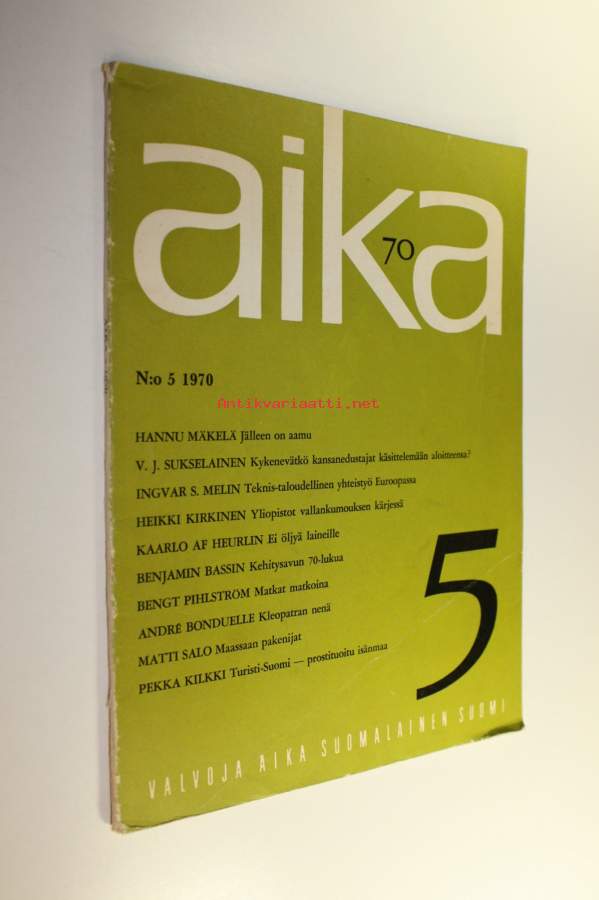 aika
70
N:o 5 1970
Antikvariaatti.net
HANNU MÄKELÄ Jälleen on aamu
V. J. SUKSELAINEN Kykenevätkö kansanedustajat käsittelemään aloitteensa?
INGVAR S. MELIN Teknis-taloudellinen yhteistyö Euroopassa
HEIKKI KIRKINEN Yliopistot vallankumouksen kärjessä
KAARLO AF HEURLIN Ei öljyä laineille
BENJAMIN BASSIN Kehitysavun 70-lukua
BENGT PIHLSTRÖM Matkat matkoina
ANDRÉ BONDUELLE Kleopatran nenä
MATTI SALO Maassaan pakenijat
PEKKA KILKKI Turisti-Suomi — prostituoitu isänmaa
5
VALVOJA AIKA SUOMALAINEN SUOMI